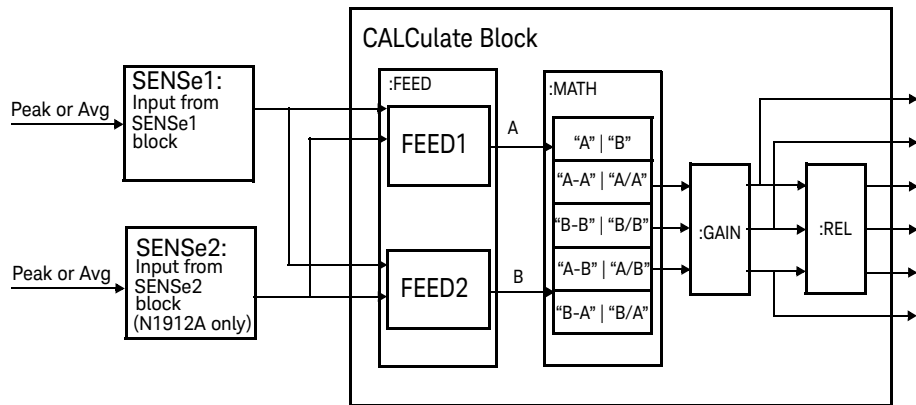 CALCulate Block
SENSe1:
Input from
SENSe1
block
Peak or Avg
:FEED
FEED1
A
:MATH
“A” | “B”
“A-A” | “A/A”
“B-B” | “B/B”
“A-B” | “A/B”
“B-A” | “B/A”
:GAIN
:REL
SENSe2:
Input from
SENSe2
block
(N1912A only)
Peak or Avg
FEED2
B